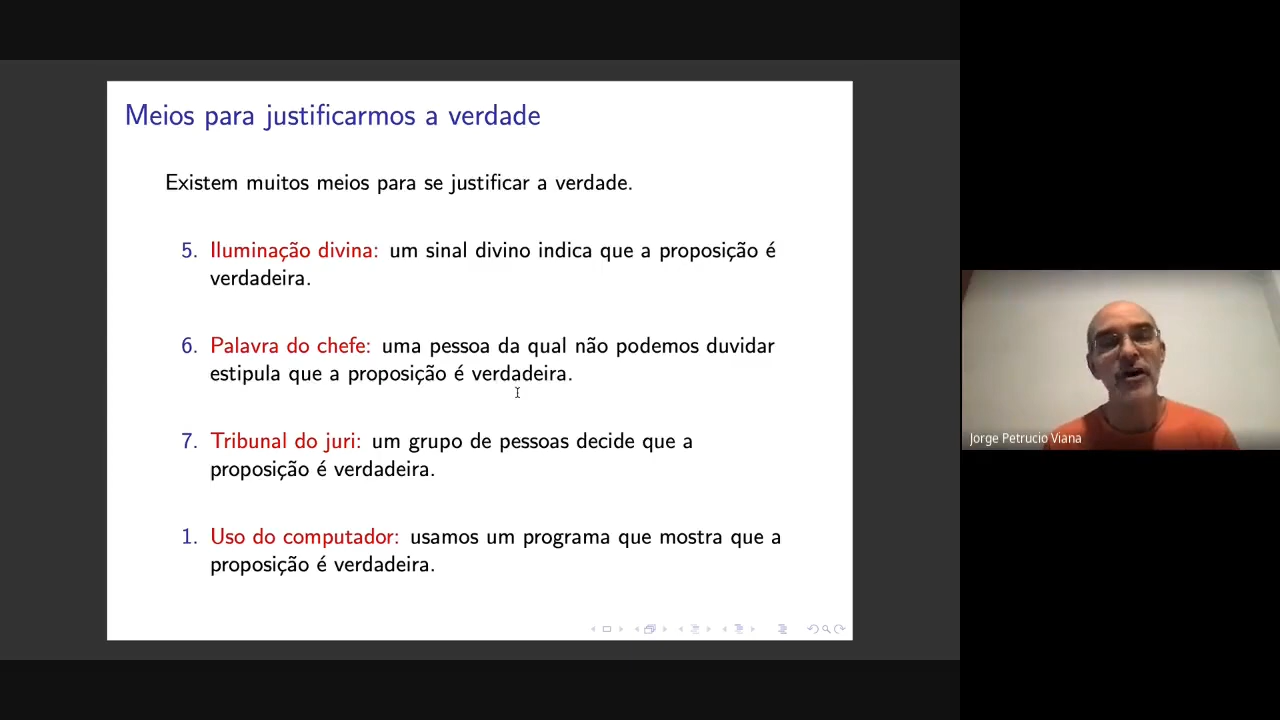 Meios para justificarmos a verdade
Existem muitos meios para se justificar a verdade.
5. Iluminação divina: um sinal divino indica que a proposição é
verdadeira.
6. Palavra do chefe: uma pessoa da qual não podemos duvidar
estipula que a proposição é verdadeira.
7. Tribunal do juri: um grupo de pessoas decide que a
proposição é verdadeira.
1. Uso do computador: usamos um programa que mostra que a
proposição é verdadeira.
Jorge Petrucio Viana